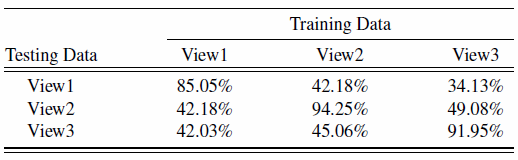 Training Data
Testing Data View1 View2 View3
View1 85.05% 42.18% 34.13%
View2 42.18% 94.25% 49.08%
View3 42.03% 45.06% 91.95%